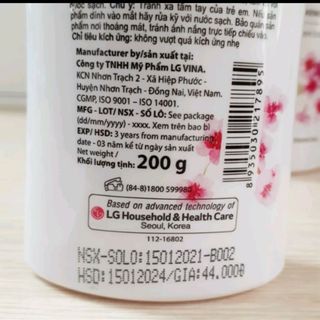 nước sạch. Chú ý: Tránh xa tầm tay của trẻ em. Nếu sản
phẩm dính vào mắt hãy rửa kỹ với nước sạch. Bảo quản sản
phẩm nơi thoáng mát, tránh ánh nắng trực tiếp chiếu vào.
Chỉ tiêu kích ứng: không vượt quá kích ứng nhẹ
Manufacturer by/sản xuất tại:
Công ty TNHH Mỹ Phẩm LG VINA.
KCN Nhơn Trạch 2 - Xã Hiệp Phước -
Huyện Nhơn Trạch - Đồng Nai, Việt Nam.
CGMP, ISO 9001 – ISO 14001.
MFG - LOT/ NSX - SỐ LÔ: See package
(dd/mm/yyyy) - xxxx. Xem trên bao bì
EXP/ HSD: 3 years from manufacturing
date - 03 năm kể từ ngày sản xuất
Net weight /
Khối lượng tịnh: 200 g
(84-8)1800 599980
Based on advanced technology of
LG Household & Health Care
Seoul, Korea
112-16802
NSX-SOLO:15012021-B002
HSD:15012024/GIA:44.000Đ
8935030217895